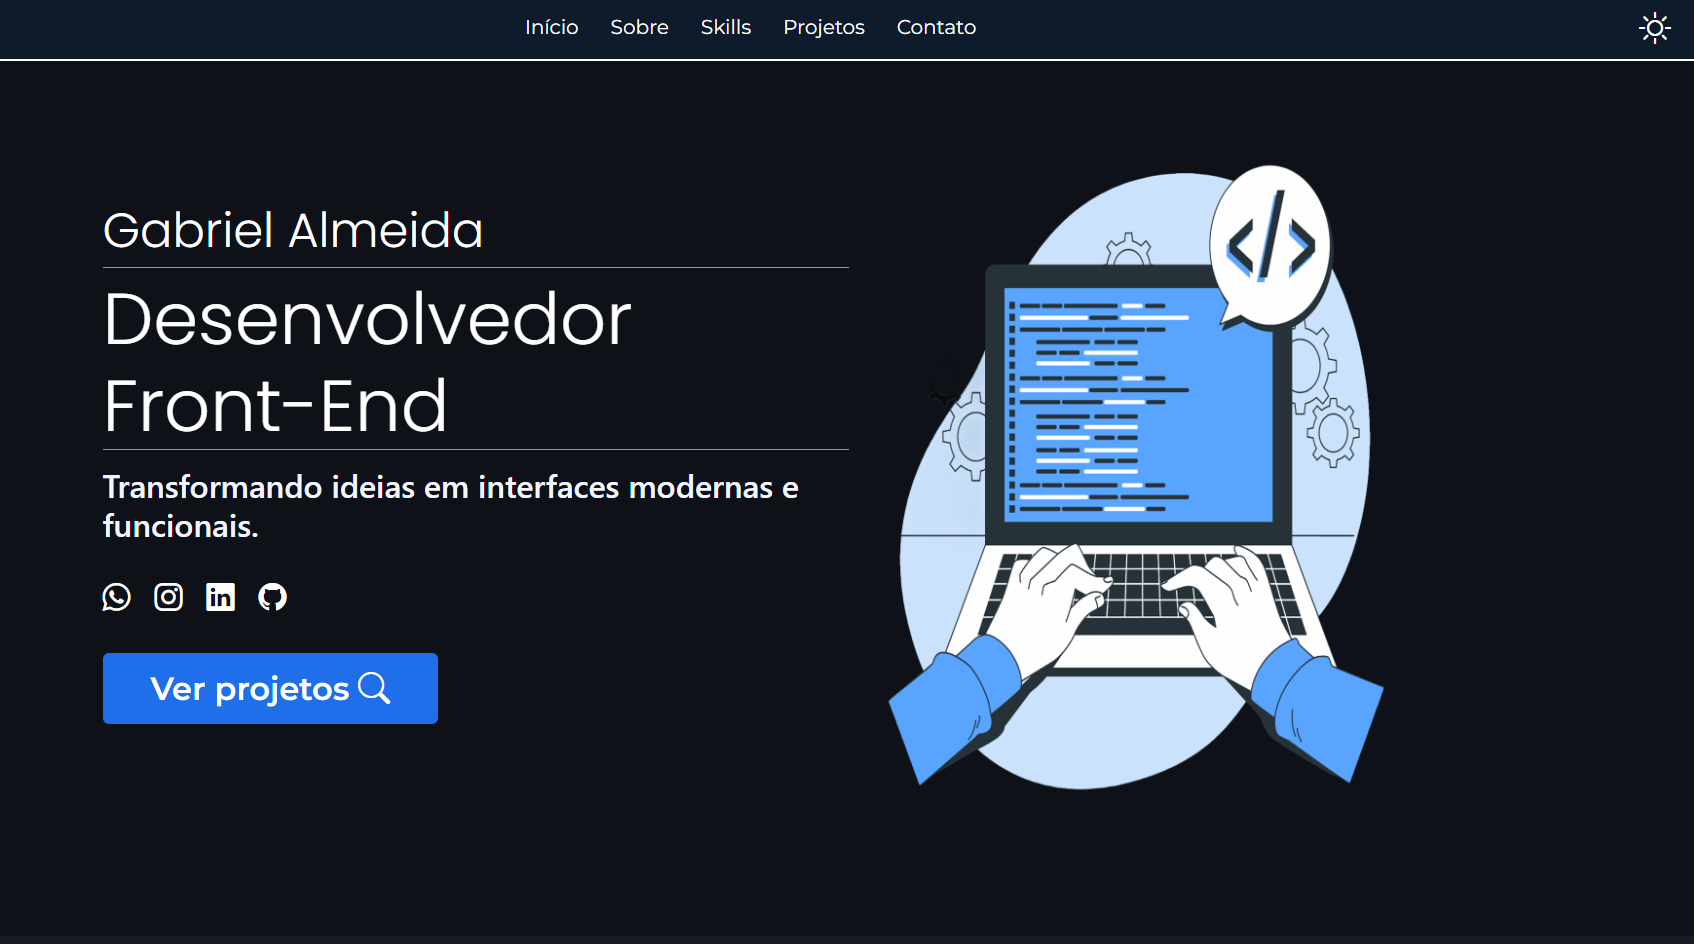 Início Sobre Skills Projetos Contato
Gabriel Almeida
Desenvolvedor
Front-End
Transformando ideias em interfaces modernas e
funcionais.
Ver projetos
</>